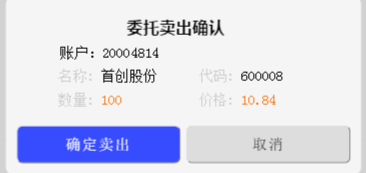 委托卖出确认
账户：20004814
名称：首创股份 代码：600008
数量：100 价格：10.84
确定卖出 取消